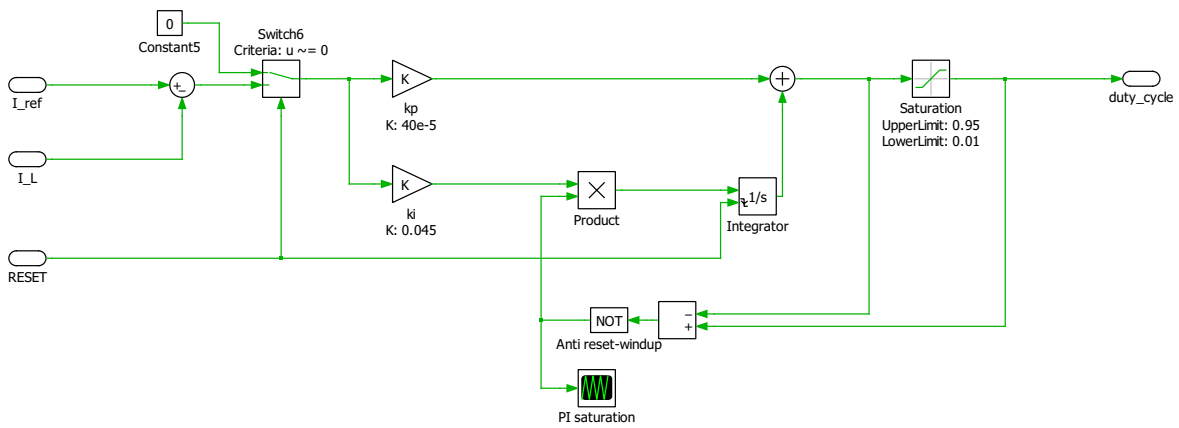 0
Constant5
Switch6
Criteria: u ~= 0
I_ref
+
-
K
kp
K: 40e-5
+
Saturation
UpperLimit: 0.95
LowerLimit: 0.01
duty_cycle
I_L
K
ki
K: 0.045
×
Product
1/s
Integrator
RESET
NOT
Anti reset-windup
-
+
PI saturation